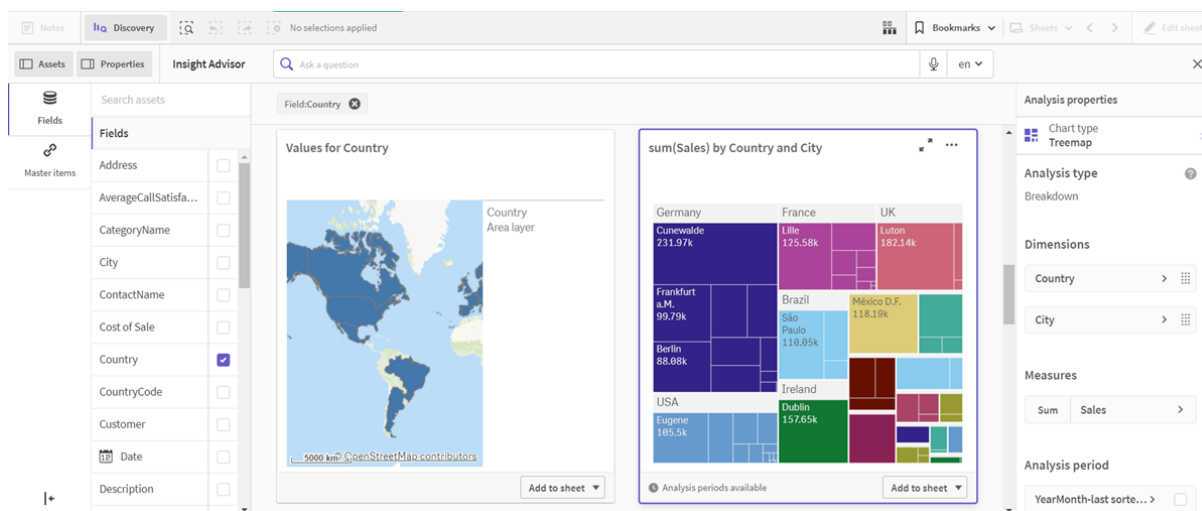 Notes
Discovery
No selections applied
Bookmarks
Sheets
Edit sheet
Assets
Properties
Insight Advisor
Ask a question
en
Fields
Master items
Search assets
Fields
Address
AverageCallSatisfa...
CategoryName
City
ContactName
Cost of Sale
Country
CountryCode
Customer
Date
Description
Field:Country
Values for Country
Country
Area layer
5000 km
© OpenStreetMap contributors
Add to sheet
sum(Sales) by Country and City
Germany
Cunewalde
231.97k
Frankfurt
a.M.
99.79k
Berlin
88.08k
USA
Eugene
105.5k
France
Lille
125.58k
UK
Luton
182.14k
Brazil
São
Paulo
110.05k
México D.F.
118.19k
Ireland
Dublin
157.65k
Analysis periods available
Add to sheet
Analysis properties
Chart type
Treemap
Analysis type
Breakdown
Dimensions
Country
City
Measures
Sum
Sales
Analysis period
YearMonth-last sorte...